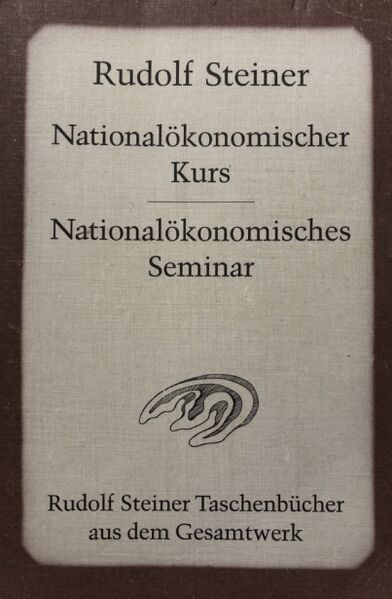 Rudolf Steiner
Nationalökonomischer
Kurs
Nationalökonomisches
Seminar
Rudolf Steiner Taschenbücher
aus dem Gesamtwerk